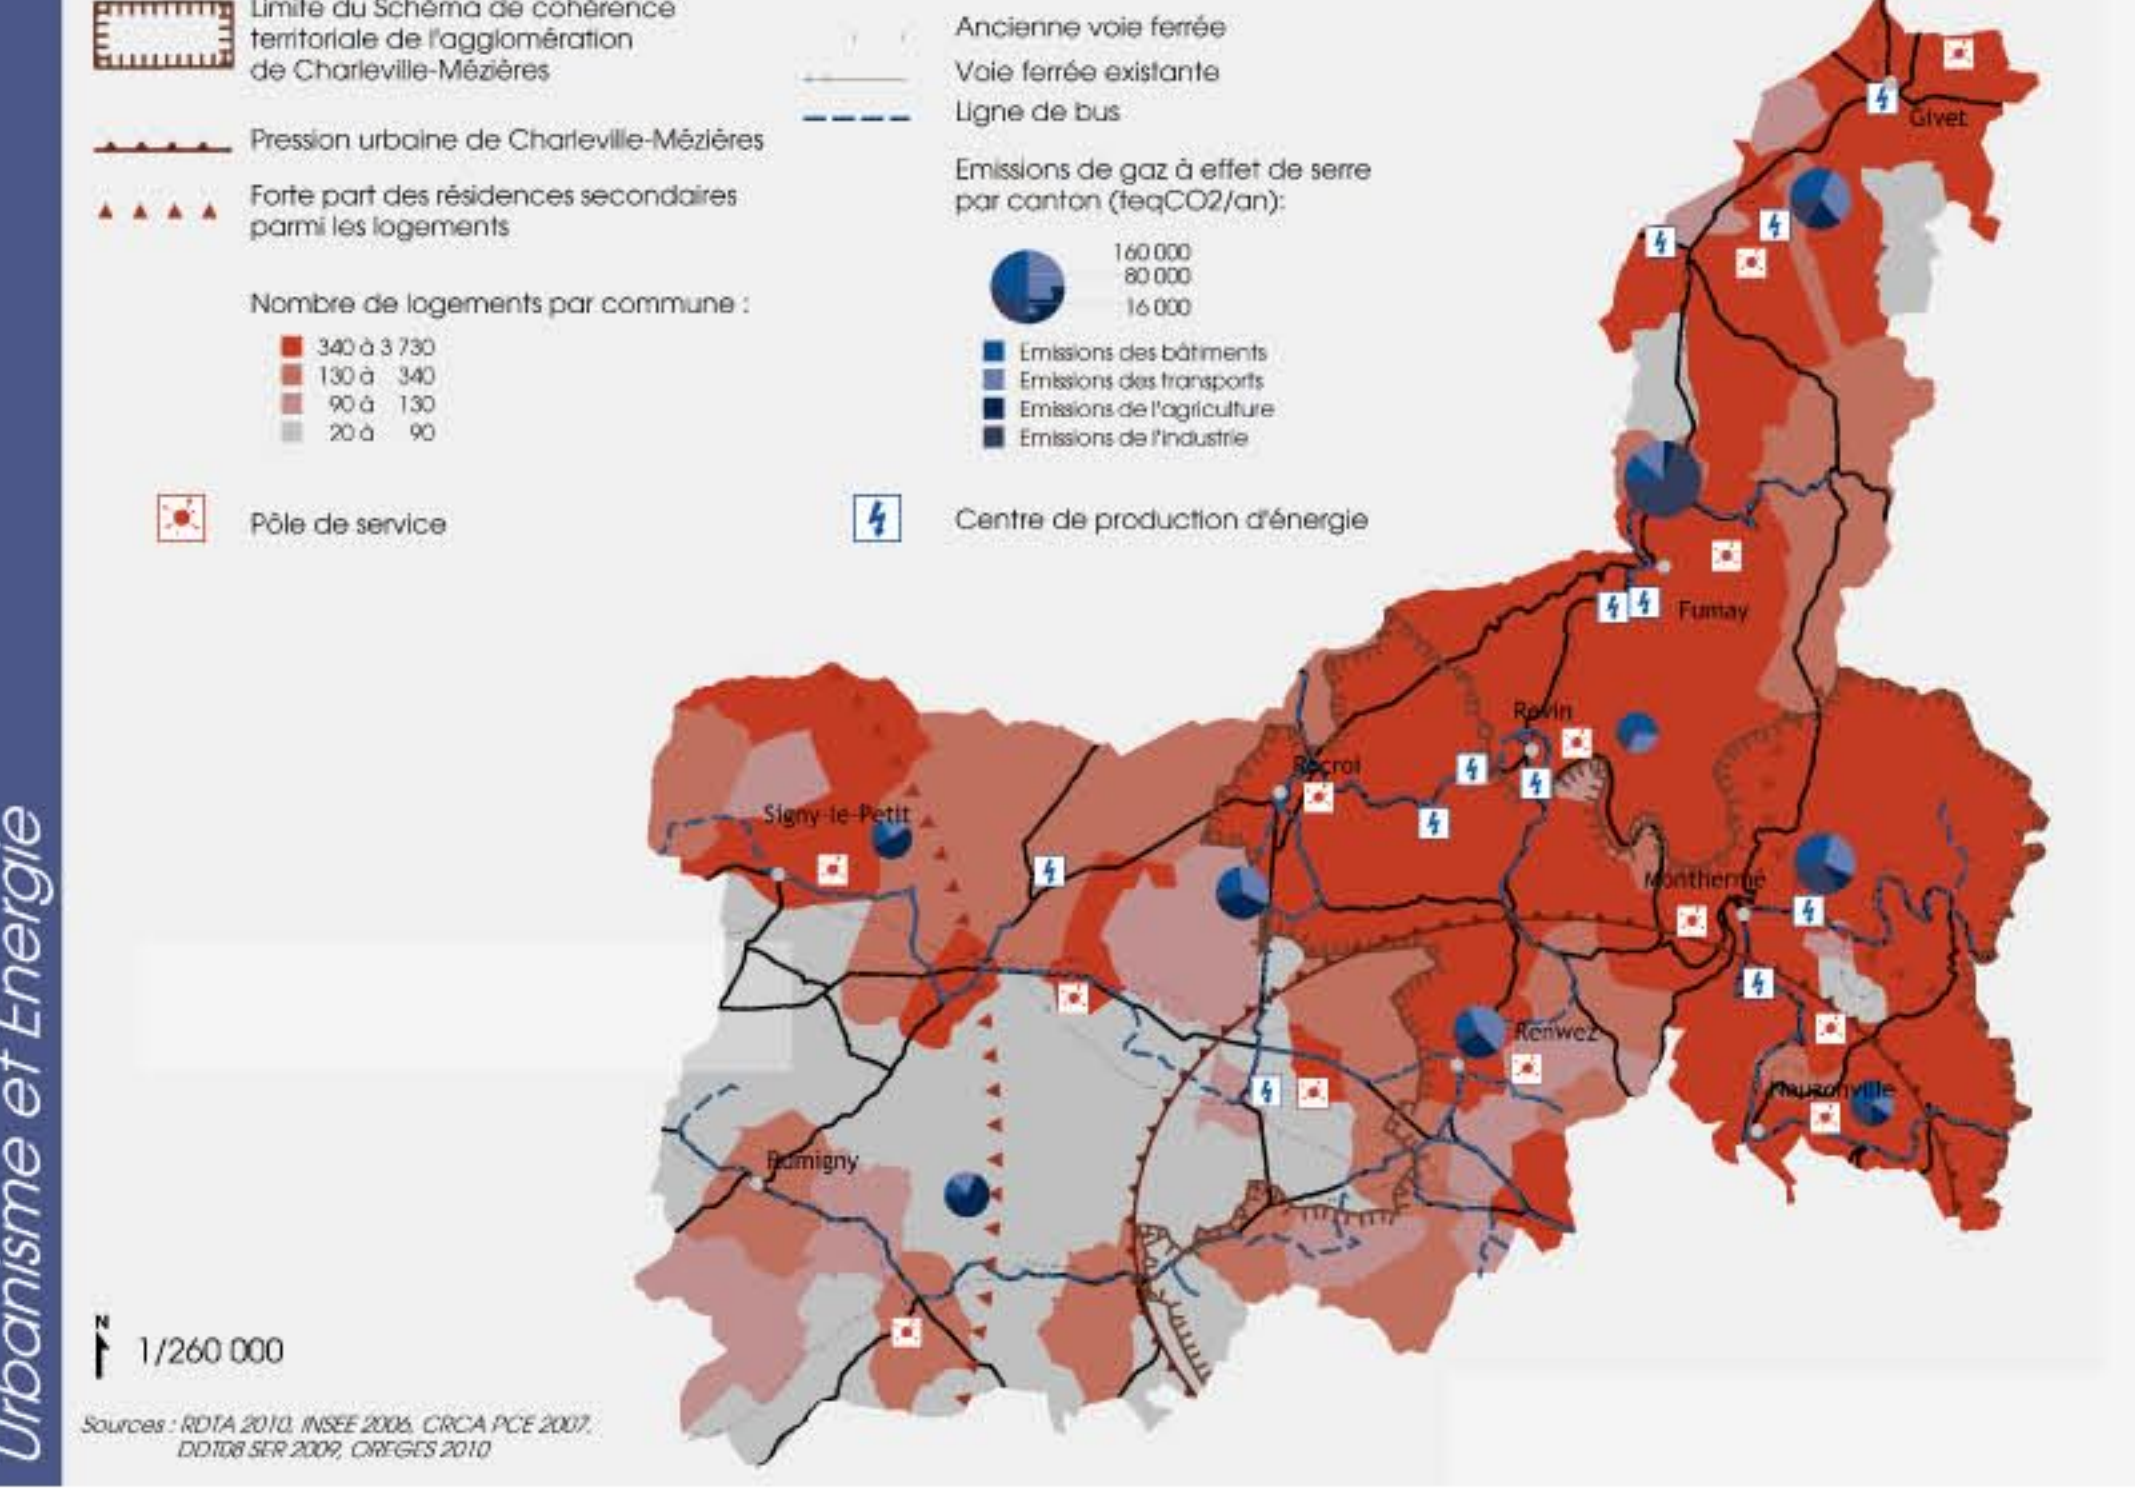 Limite du Schéma de cohérence
territoriale de l'agglomération
de Charleville-Mézières
Pression urbaine de Charleville-Mézières
Forte part des résidences secondaires
parmi les logements
Nombre de logements par commune :
340 à 3 730
130 à 340
90 à 130
20 à 90
Pôle de service
Ancienne voie ferrée
Voie ferrée existante
Ligne de bus
Emissions de gaz à effet de serre
par canton (teqCO2/an):
160 000
80 000
16 000
Emissions des bâtiments
Emissions des transports
Emissions de l'agriculture
Emissions de l'industrie
Centre de production d'énergie
Givet
Fumay
Revin
Rocroi
Signy-le-Petit
Monthermé
Renwez
Nouzonville
Rumigny
Urbanisme et Energie
N
1/260 000
Sources : RDTA 2010, INSEE 2006, CRCA PCE 2007,
DDT08 SER 2009, OREGES 2010